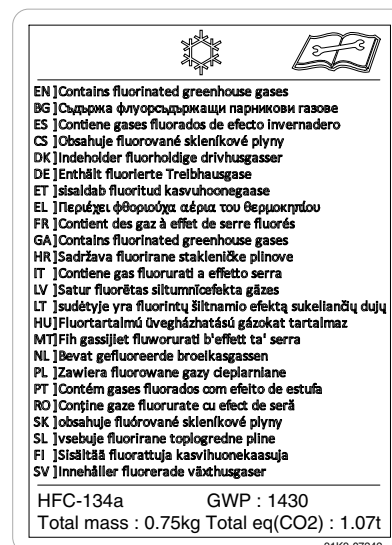 EN ]Contains fluorinated greenhouse gases
BG ]Съдържа флуорсъдържащи парникови газове
ES ]Contiene gases fluorados de efecto invernadero
CS ]Obsahuje fluorované skleníkové plyny
DK ]Indeholder fluorholdige drivhusgasser
DE ]Enthält fluorierte Treibhausgase
ET ]sisaldab fluoritud kasvuhoonegaase
EL ]Περιέχει φθοριούχα αέρια του θερμοκηπίου
FR ]Contient des gaz à effet de serre fluorés
GA]Contains fluorinated greenhouse gases
HR]Sadržava fluorirane stakleničke plinove
IT ]Contiene gas fluorurati a effetto serra
LV ]Satur fluorētas siltumnīcefekta gāzes
LT ]sudėtyje yra fluorintų šiltnamio efektą sukeliančių dujų
HU]Fluortartalmú üvegházhatású gázokat tartalmaz
MT]Fih gassijiet fluworurati b'effett ta' serra
NL ]Bevat gefluoreerde broeikasgassen
PL ]Zawiera fluorowane gazy cieplarniane
PT ]Contém gases fluorados com efeito de estufa
RO ]Conţine gaze fluorurate cu efect de seră
SK ]obsahuje fluórované skleníkové plyny
SL ]vsebuje fluorirane toplogredne pline
FI ]Sisältää fluorattuja kasvihuonekaasuja
SV ]Innehåller fluorerade växthusgaser
HFC-134a GWP : 1430
Total mass : 0.75kg Total eq(CO2) : 1.07t